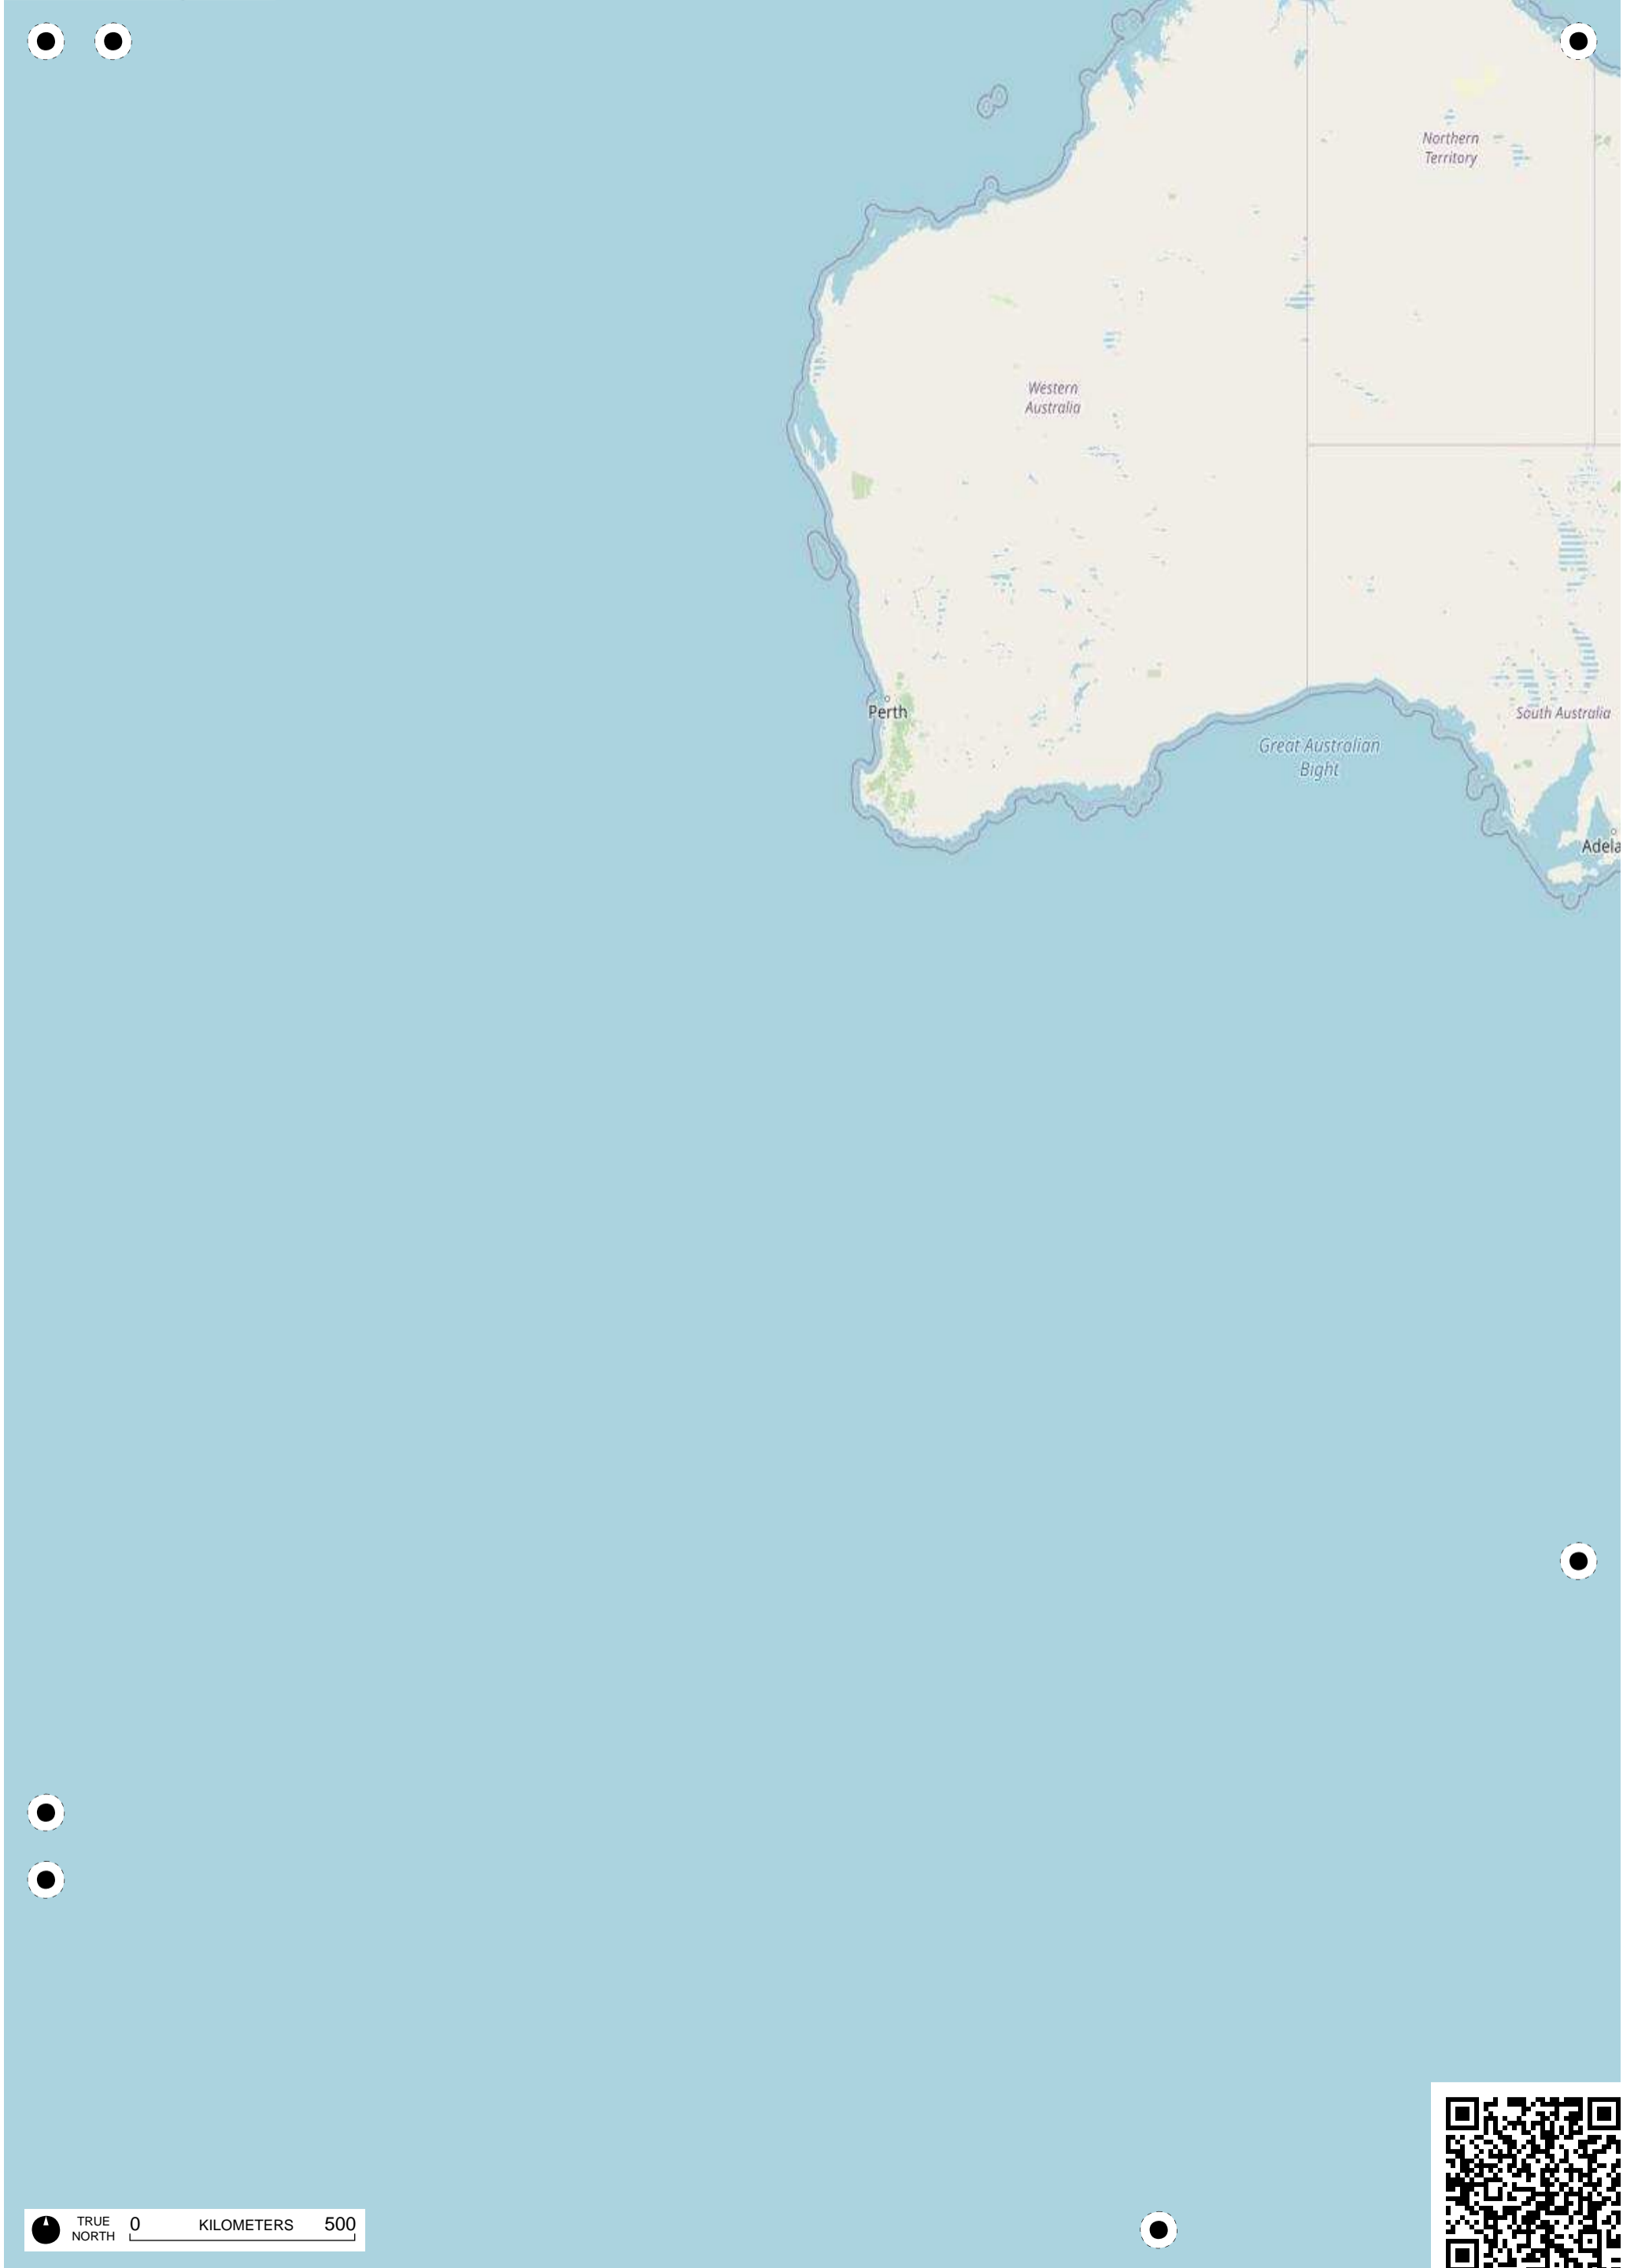 Northern
Territory
Western
Australia
Perth
South Australia
Great Australian
Bight
Adela
TRUE
NORTH
0 KILOMETERS 500